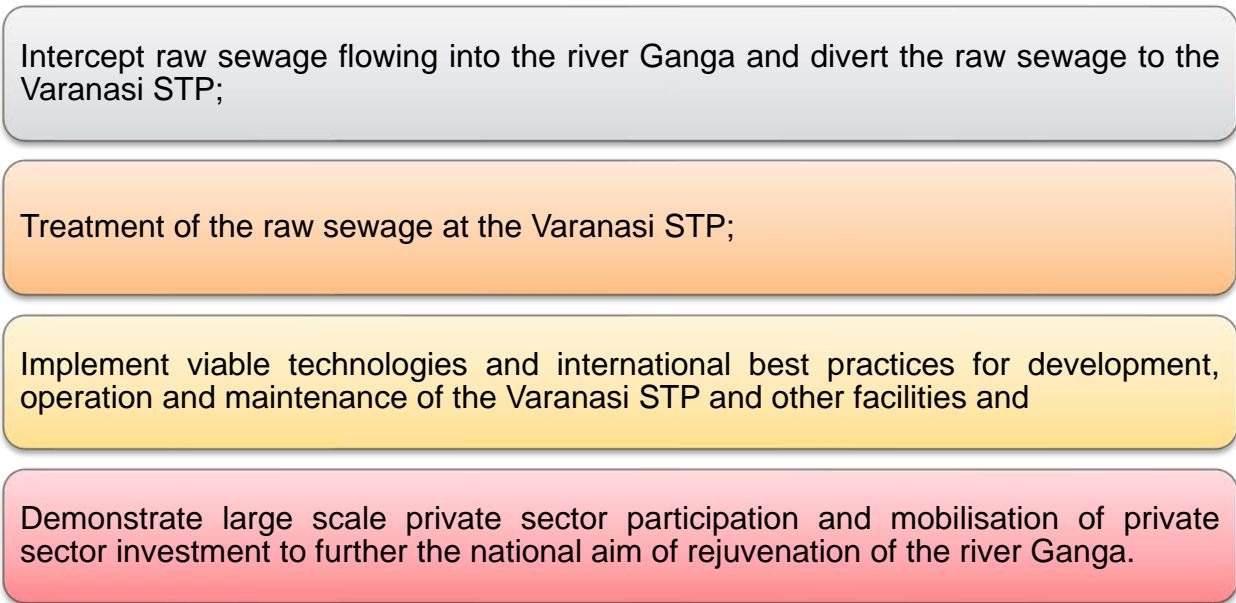 Intercept raw sewage flowing into the river Ganga and divert the raw sewage to the
Varanasi STP;
Treatment of the raw sewage at the Varanasi STP;
Implement viable technologies and international best practices for development,
operation and maintenance of the Varanasi STP and other facilities and
Demonstrate large scale private sector participation and mobilisation of private
sector investment to further the national aim of rejuvenation of the river Ganga.